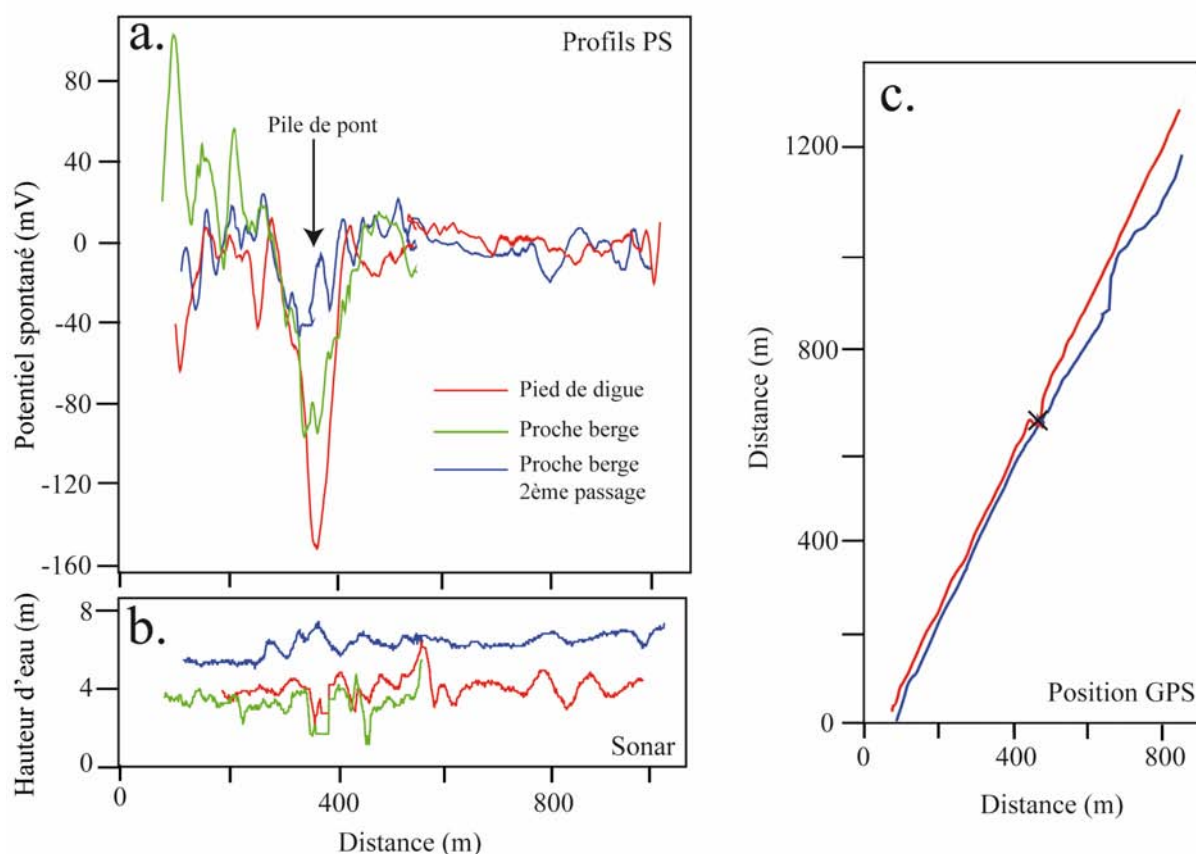 a.
Profils PS
Pile de pont
Potentiel spontané (mV)
80
40
0
-40
-80
-120
-160
Pied de digue
Proche berge
Proche berge
2ème passage
b.
Hauteur d'eau (m)
8
4
0
Sonar
0
400
800
Distance (m)
c.
Distance (m)
1200
800
400
0
Position GPS
0
400
800
Distance (m)